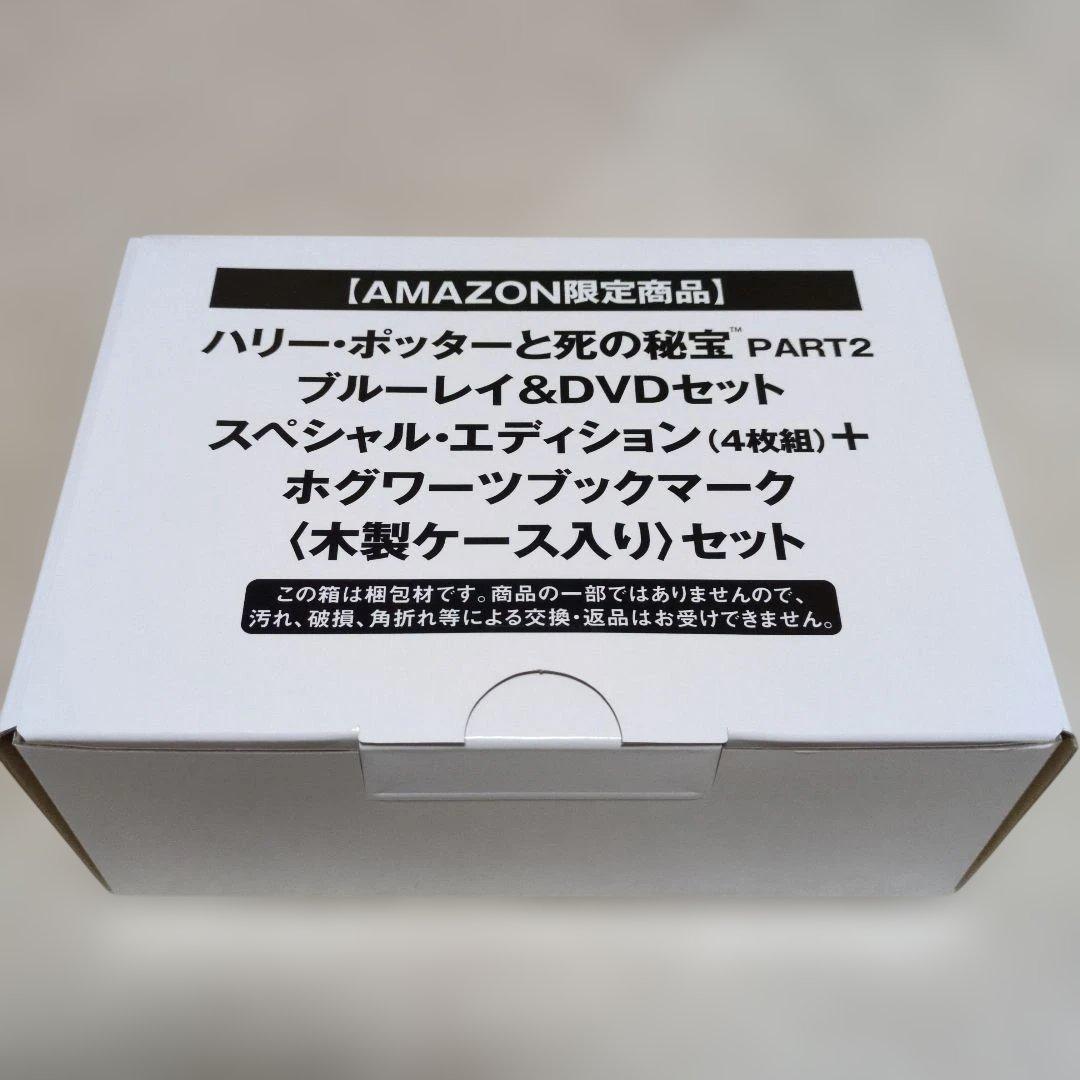 【AMAZON限定商品】
ハリー・ポッターと死の秘宝™ PART2
ブルーレイ&DVDセット
スペシャル・エディション(4枚組)+
ホグワーツブックマーク
〈木製ケース入り〉セット
この箱は梱包材です。商品の一部ではありませんので、
汚れ、破損、角折れ等による交換・返品はお受けできません。